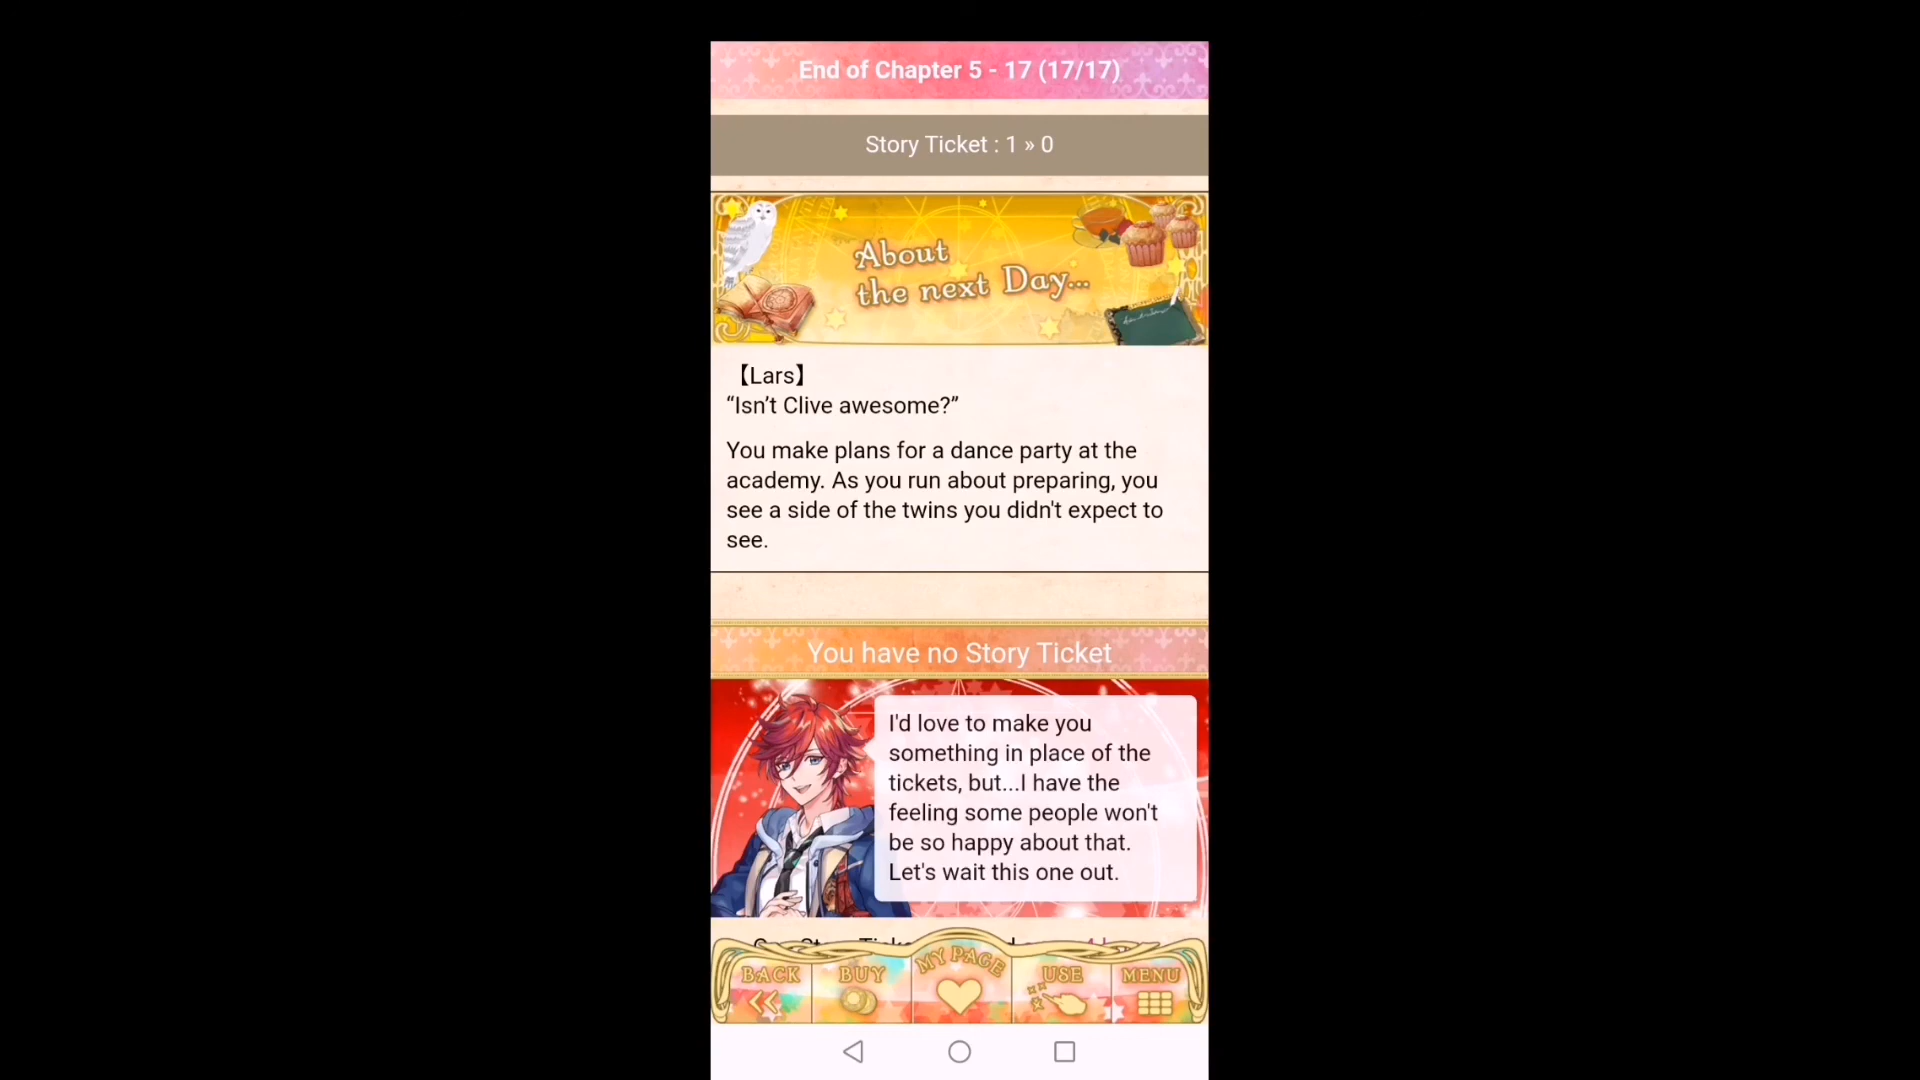 End of Chapter 5 - 17 (17/17)
Story Ticket : 1 » 0
About
the next Day...
【Lars】
“Isn’t Clive awesome?”
You make plans for a dance party at the
academy. As you run about preparing, you
see a side of the twins you didn't expect to
see.
You have no Story Ticket
I'd love to make you
something in place of the
tickets, but...I have the
feeling some people won't
be so happy about that.
Let's wait this one out.
BACK
BUY
MY PAGE
USE
MENU